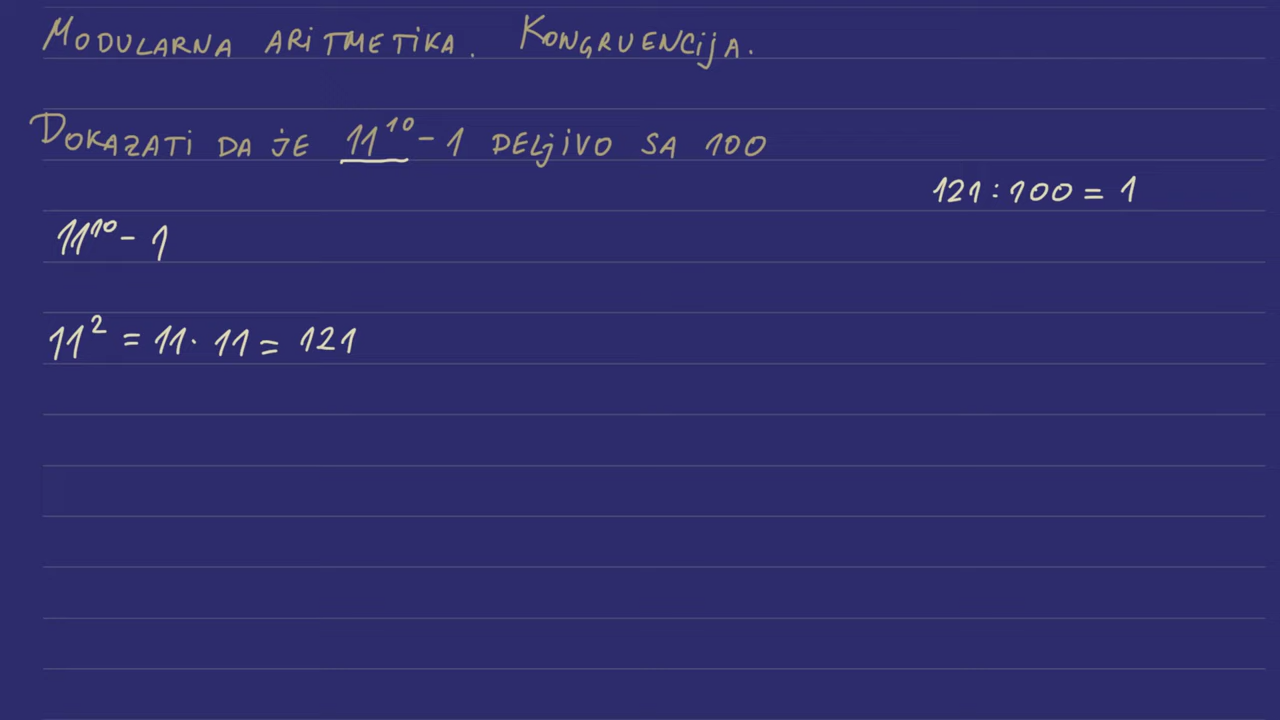 MODULARNA ARITMETIKA. KONGRUENCIJA.
DOKAZATI DA JE 11¹⁰ - 1 DELJIVO SA 100
121 : 100 = 1
11¹⁰ - 1
11² = 11 · 11 = 121